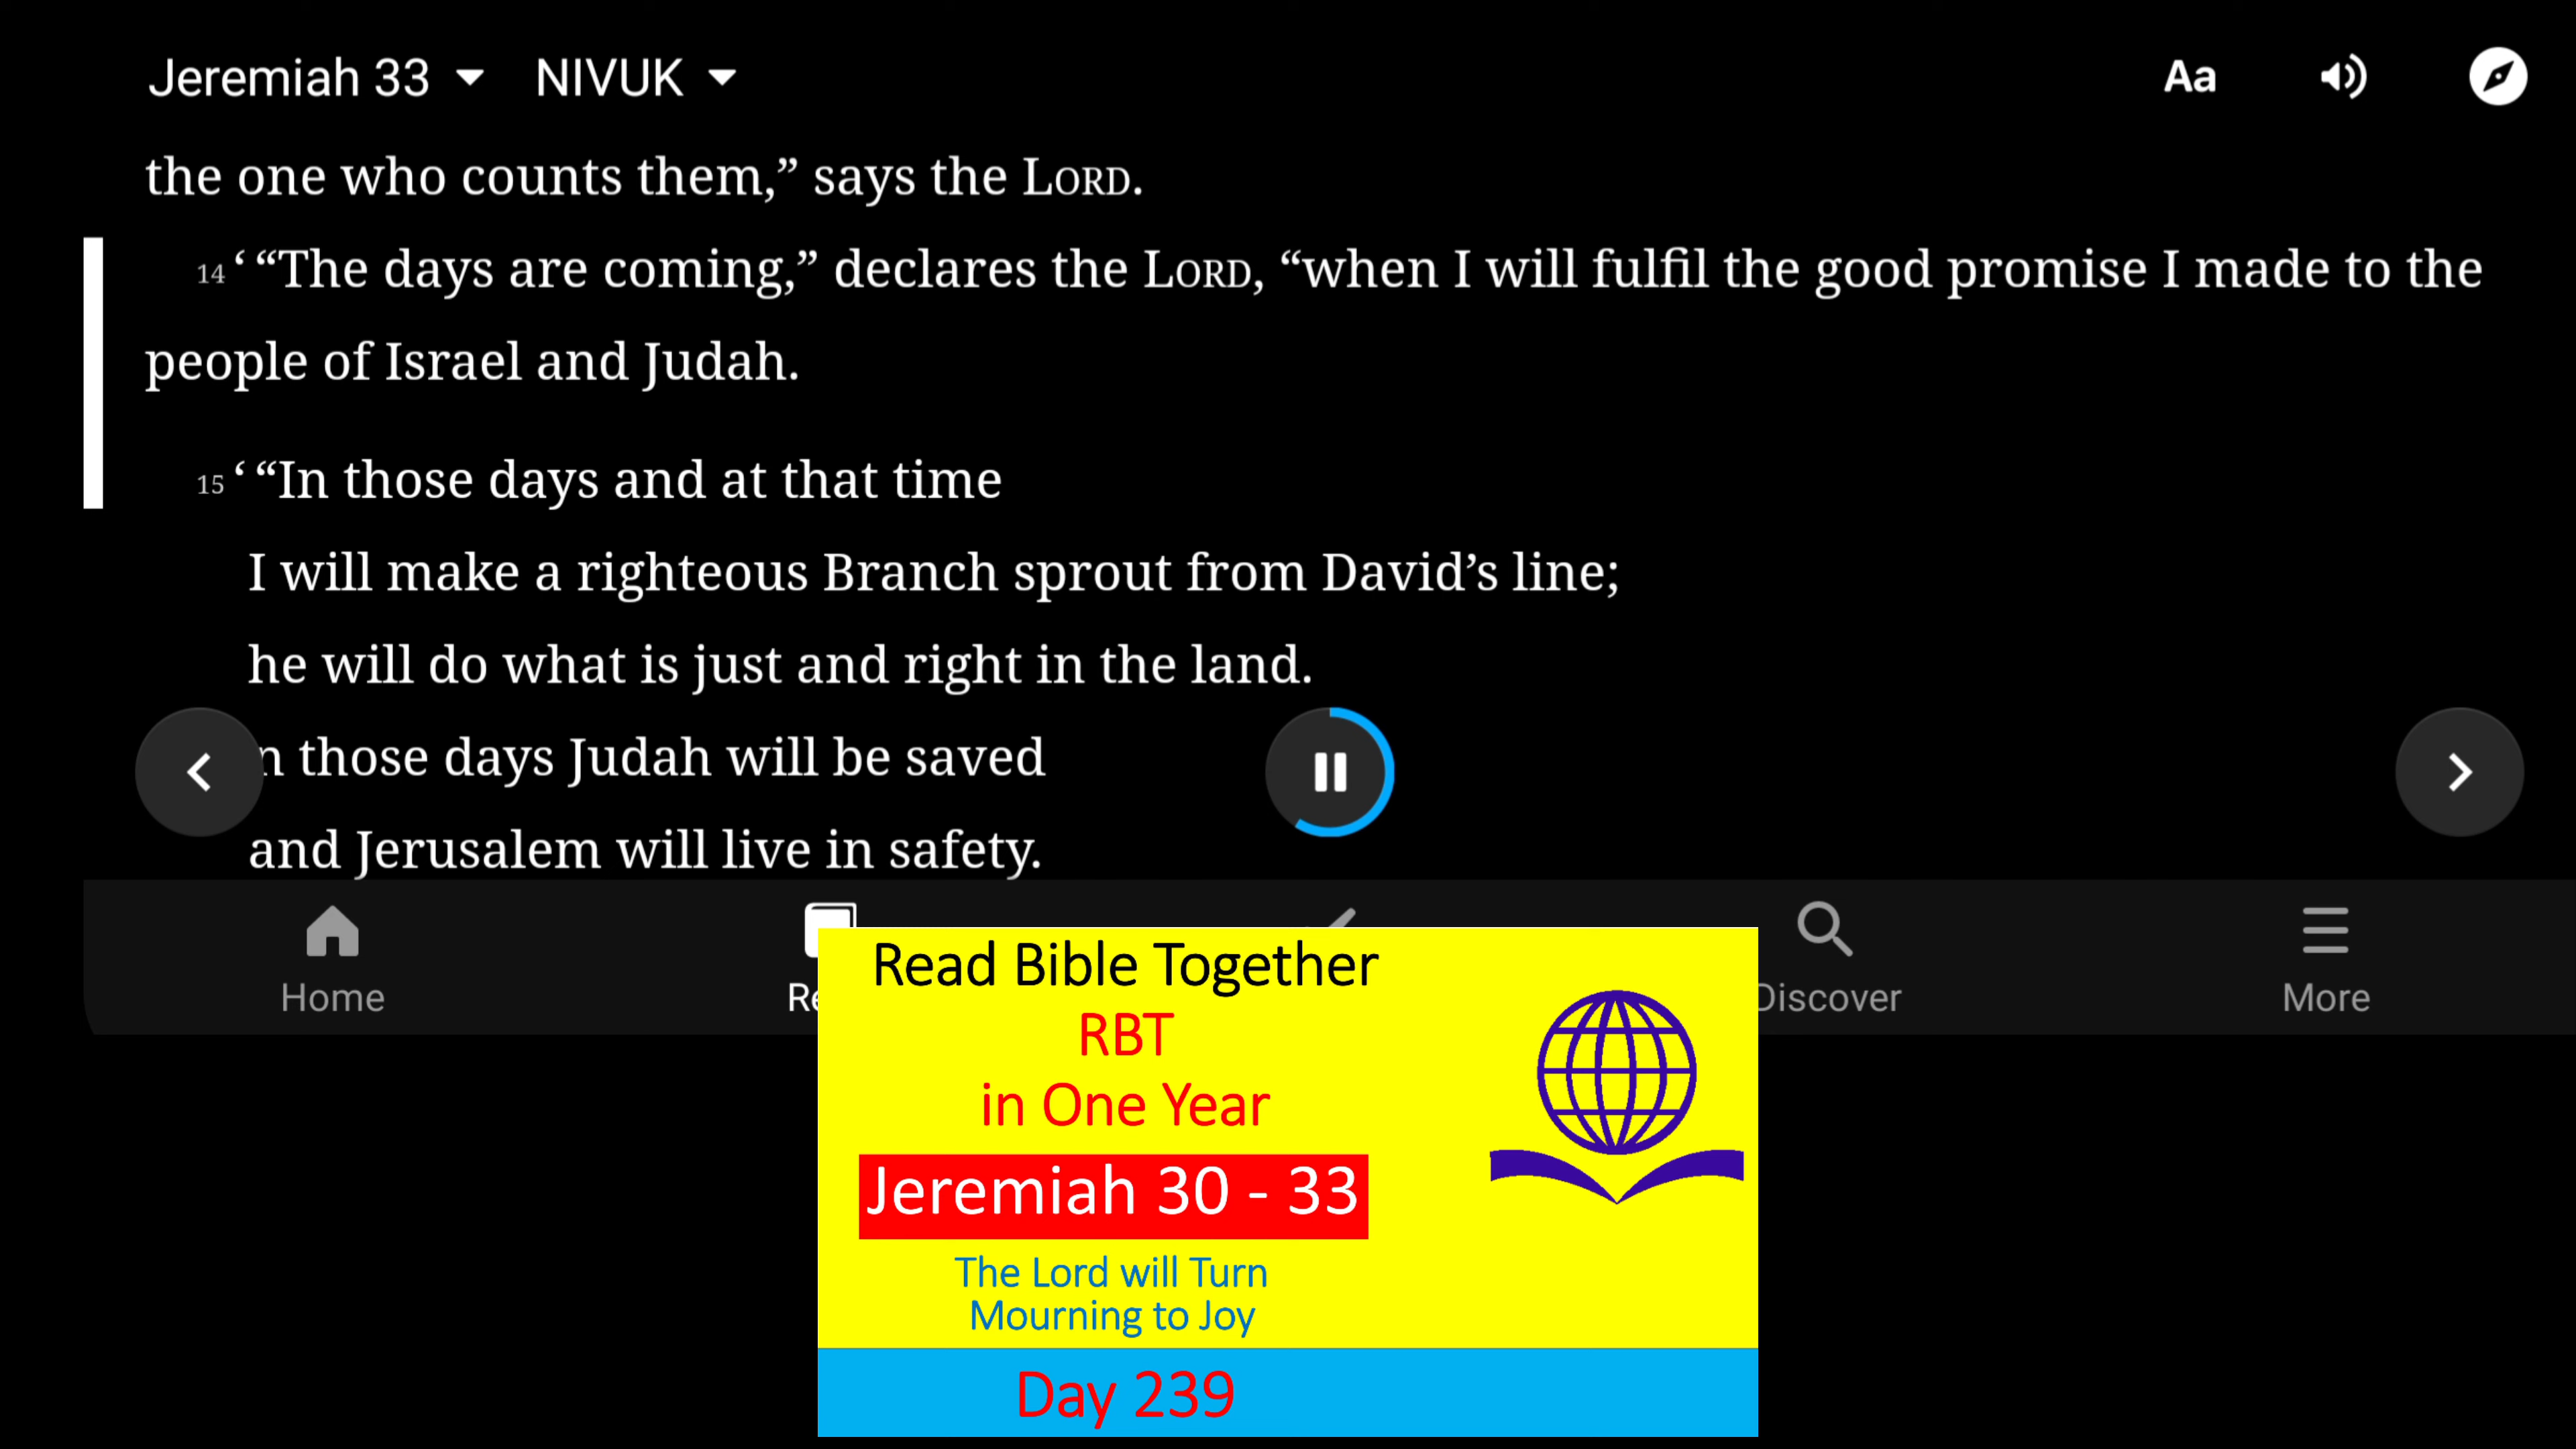 Jeremiah 33 NIVUK Aa
the one who counts them,” says the LORD.
14 ‘ “The days are coming,” declares the LORD, “when I will fulfil the good promise I made to the
people of Israel and Judah.
15 ‘ “In those days and at that time
I will make a righteous Branch sprout from David’s line;
he will do what is just and right in the land.
those days Judah will be saved
and Jerusalem will live in safety.
Home Discover More
Read Bible Together
RBT
in One Year
Jeremiah 30 - 33
The Lord will Turn
Mourning to Joy
Day 239